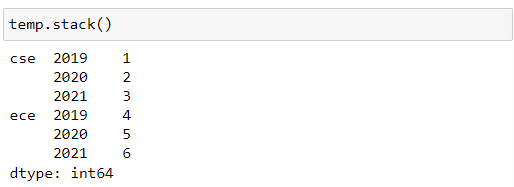 temp.stack()
cse  2019    1
     2020    2
     2021    3
ece  2019    4
     2020    5
     2021    6
dtype: int64